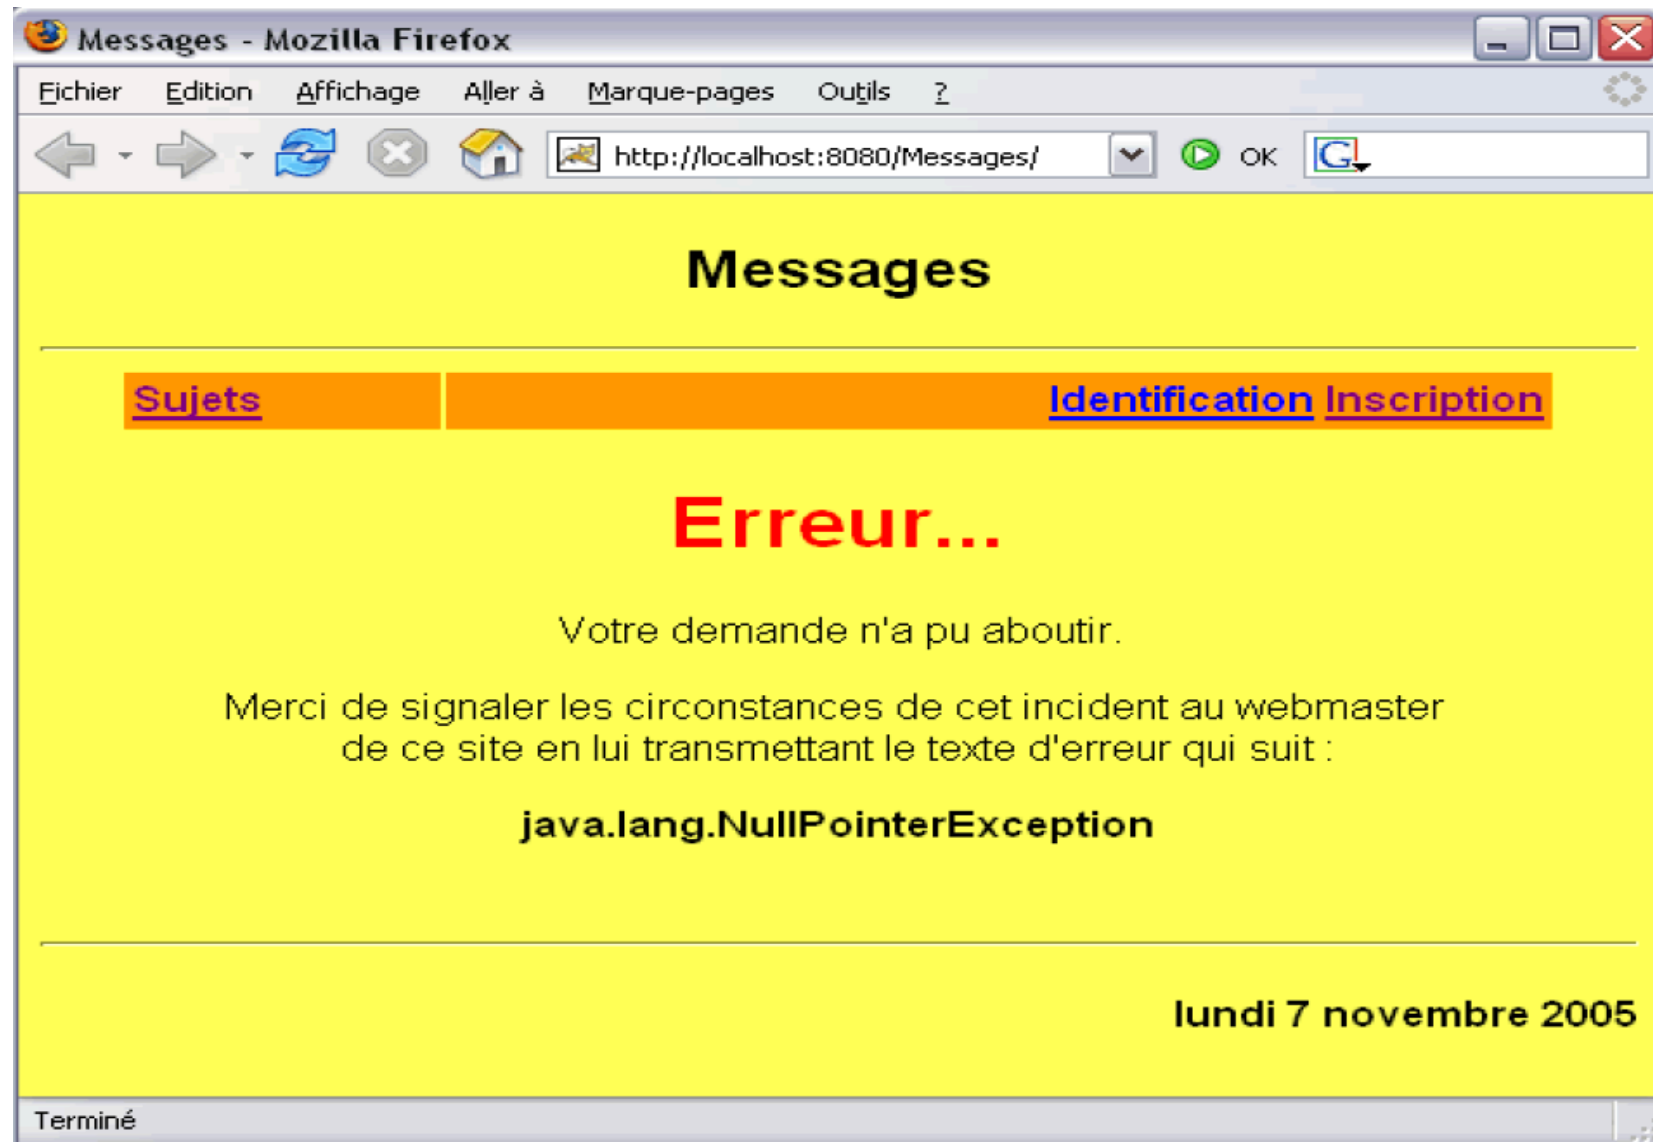 Messages - Mozilla Firefox
Fichier Edition Affichage Aller à Marque-pages Outils ?
http://localhost:8080/Messages/ OK G
Messages
Sujets Identification Inscription
Erreur...
Votre demande n'a pu aboutir.
Merci de signaler les circonstances de cet incident au webmaster
de ce site en lui transmettant le texte d'erreur qui suit :
java.lang.NullPointerException
lundi 7 novembre 2005
Terminé